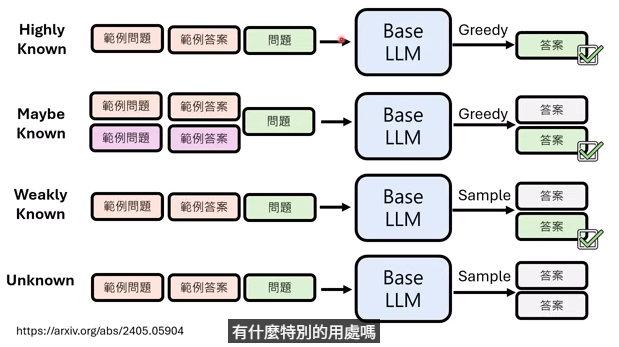 Highly
Known
範例問題
範例答案
問題
Base
LLM
Greedy
答案
Maybe
Known
範例問題
範例答案
範例問題
範例答案
問題
Base
LLM
Greedy
答案
答案
Weakly
Known
範例問題
範例答案
問題
Base
LLM
Sample
答案
答案
Unknown
範例問題
範例答案
問題
Base
LLM
Sample
答案
答案
https://arxiv.org/abs/2405.05904
有什麼特別的用處嗎